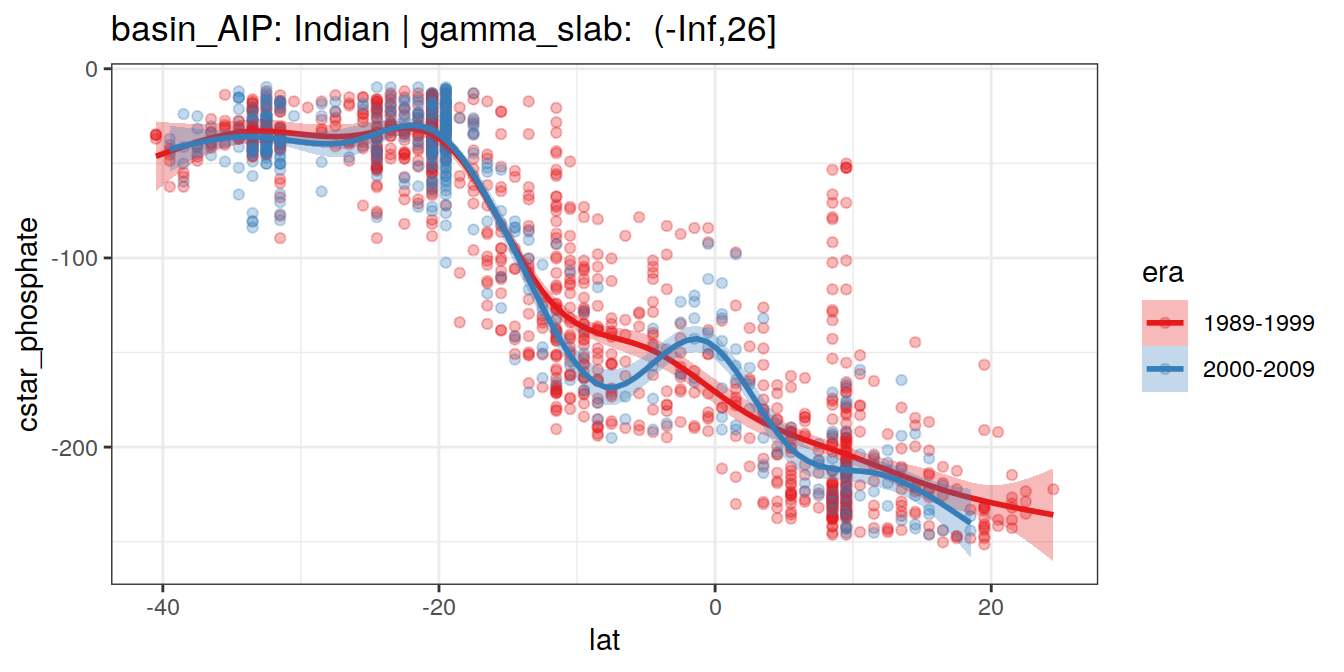 basin_AIP: Indian | gamma_slab:  (-Inf,26]
cstar_phosphate
0
-100
-200
-40
-20
0
20
lat
era
1989-1999
2000-2009